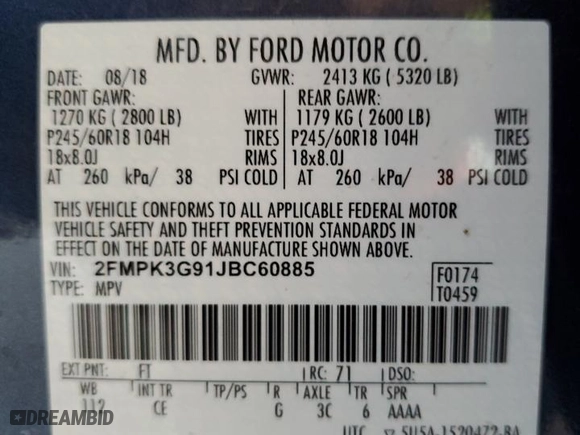 MFD. BY FORD MOTOR CO.
DATE: 08/18 GVWR: 2413 KG ( 5320 LB)
FRONT GAWR: REAR GAWR:
1270 KG ( 2800 LB) WITH 1179 KG ( 2600 LB) WITH
P245/60R18 104H TIRES P245/60R18 104H TIRES
18x8.0J RIMS 18x8.0J RIMS
AT 260 kPa/ 38 PSI COLD AT 260 kPa/ 38 PSI COLD
THIS VEHICLE CONFORMS TO ALL APPLICABLE FEDERAL MOTOR
VEHICLE SAFETY AND THEFT PREVENTION STANDARDS IN
EFFECT ON THE DATE OF MANUFACTURE SHOWN ABOVE.
VIN: 2FMPK3G91JBC60885 F0174
TYPE: MPV T0459
EXT PNT: FT RC: 71 DSO:
WB INT TR TP/PS R AXLE TR SPR
112 CE G 3C 6 AAAA
UTC 5U5A-1520472-BA
DREAMBID